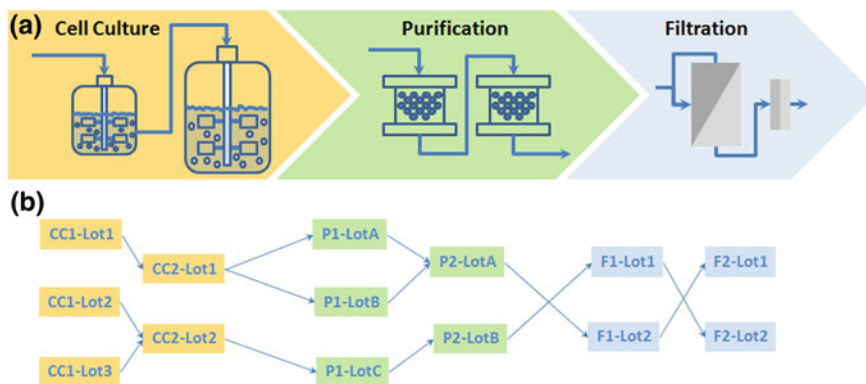 (a) Cell Culture Purification Filtration
(b)
CC1-Lot1 P1-LotA F1-Lot1 F2-Lot1
CC2-Lot1 P2-LotA
CC1-Lot2 P1-LotB
CC2-Lot2 P2-LotB F1-Lot2 F2-Lot2
CC1-Lot3 P1-LotC